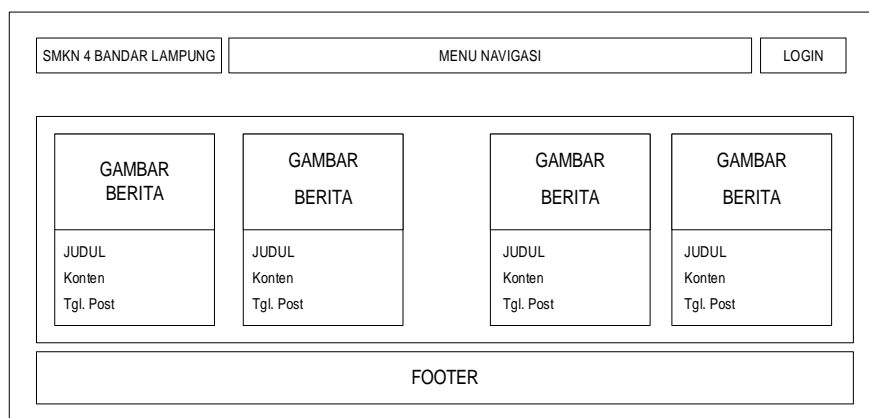 SMKN 4 BANDAR LAMPUNG
MENU NAVIGASI
LOGIN
GAMBAR
BERITA
JUDUL
Konten
Tgl. Post
GAMBAR
BERITA
JUDUL
Konten
Tgl. Post
GAMBAR
BERITA
JUDUL
Konten
Tgl. Post
GAMBAR
BERITA
JUDUL
Konten
Tgl. Post
FOOTER